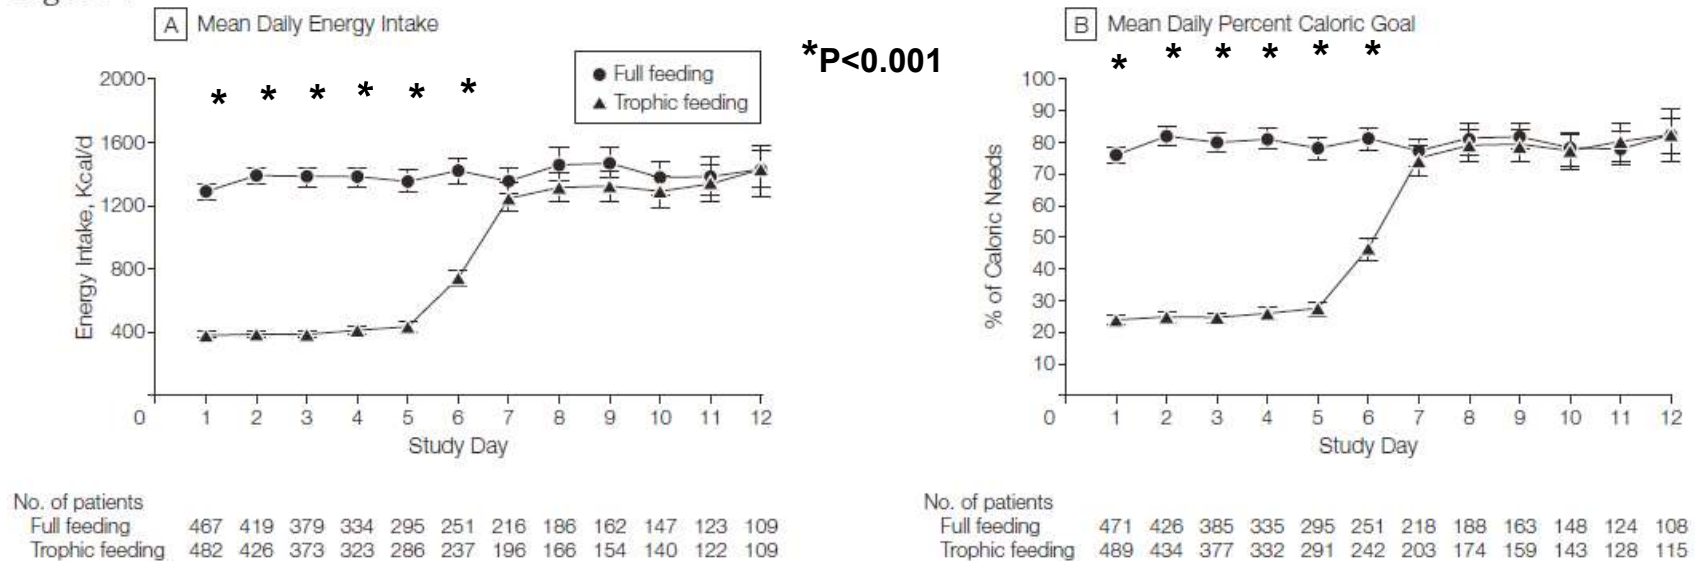 A Mean Daily Energy Intake
Full feeding
Trophic feeding
*P<0.001
* * * * * *
2000
1600
1200
800
400
Energy Intake, Kcal/d
0 1 2 3 4 5 6 7 8 9 10 11 12
Study Day
No. of patients
Full feeding 467 419 379 334 295 251 216 186 162 147 123 109
Trophic feeding 482 426 373 323 286 237 196 166 154 140 122 109
B Mean Daily Percent Caloric Goal
* * * * * *
100
90
80
70
60
50
40
30
20
10
% of Caloric Needs
0 1 2 3 4 5 6 7 8 9 10 11 12
Study Day
No. of patients
Full feeding 471 426 385 335 295 251 218 188 163 148 124 108
Trophic feeding 489 434 377 332 291 242 203 174 159 143 128 115